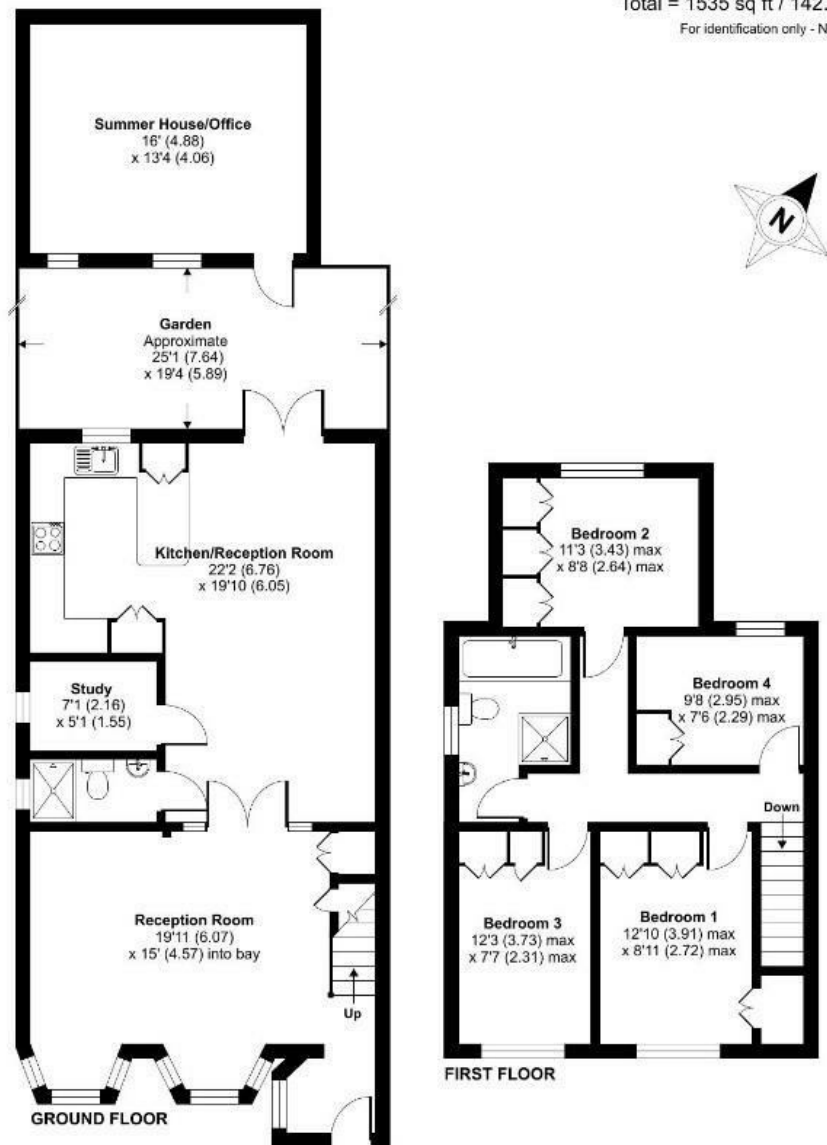 Total = 1535 sq ft / 142.
For identification only - N
Summer House/Office
16' (4.88)
x 13'4 (4.06)
N
Garden
Approximate
25'1 (7.64)
x 19'4 (5.89)
Kitchen/Reception Room
22'2 (6.76)
x 19'10 (6.05)
Study
7'1 (2.16)
x 5'1 (1.55)
Reception Room
19'11 (6.07)
x 15' (4.57) into bay
Up
GROUND FLOOR
Bedroom 2
11'3 (3.43) max
x 8'8 (2.64) max
Bedroom 4
9'8 (2.95) max
x 7'6 (2.29) max
Down
Bedroom 3
12'3 (3.73) max
x 7'7 (2.31) max
Bedroom 1
12'10 (3.91) max
x 8'11 (2.72) max
FIRST FLOOR